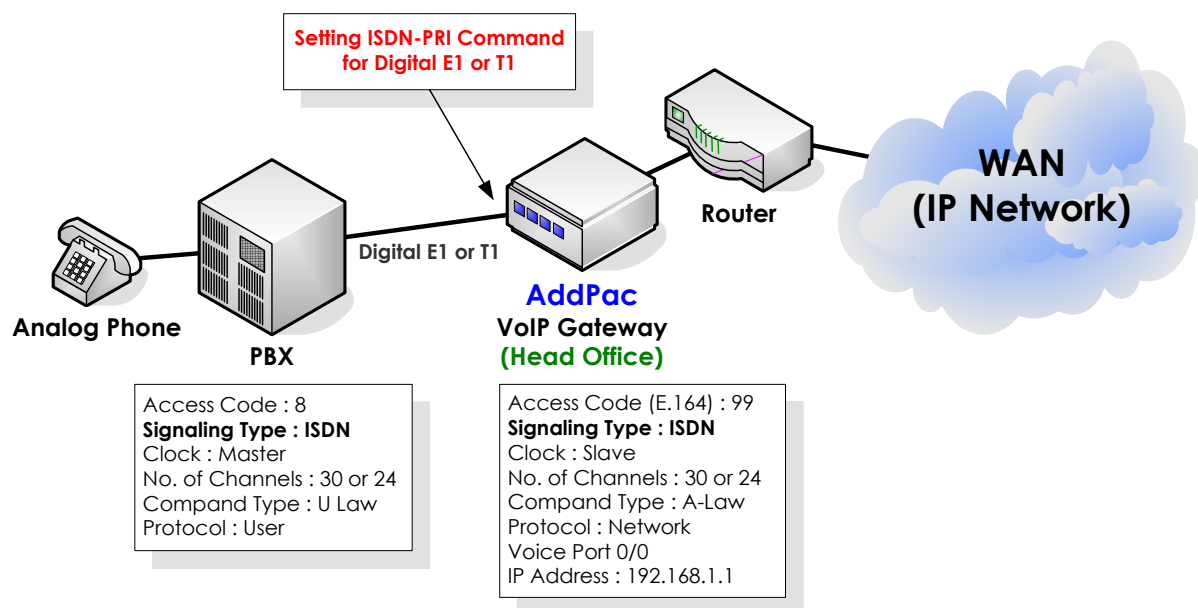 Setting ISDN-PRI Command
for Digital E1 or T1
WAN
(IP Network)
Router
Digital E1 or T1
Analog Phone
PBX
AddPac
VoIP Gateway
(Head Office)
Access Code : 8
Signaling Type : ISDN
Clock : Master
No. of Channels : 30 or 24
Compand Type : U Law
Protocol : User
Access Code (E.164) : 99
Signaling Type : ISDN
Clock : Slave
No. of Channels : 30 or 24
Compand Type : A-Law
Protocol : Network
Voice Port 0/0
IP Address : 192.168.1.1